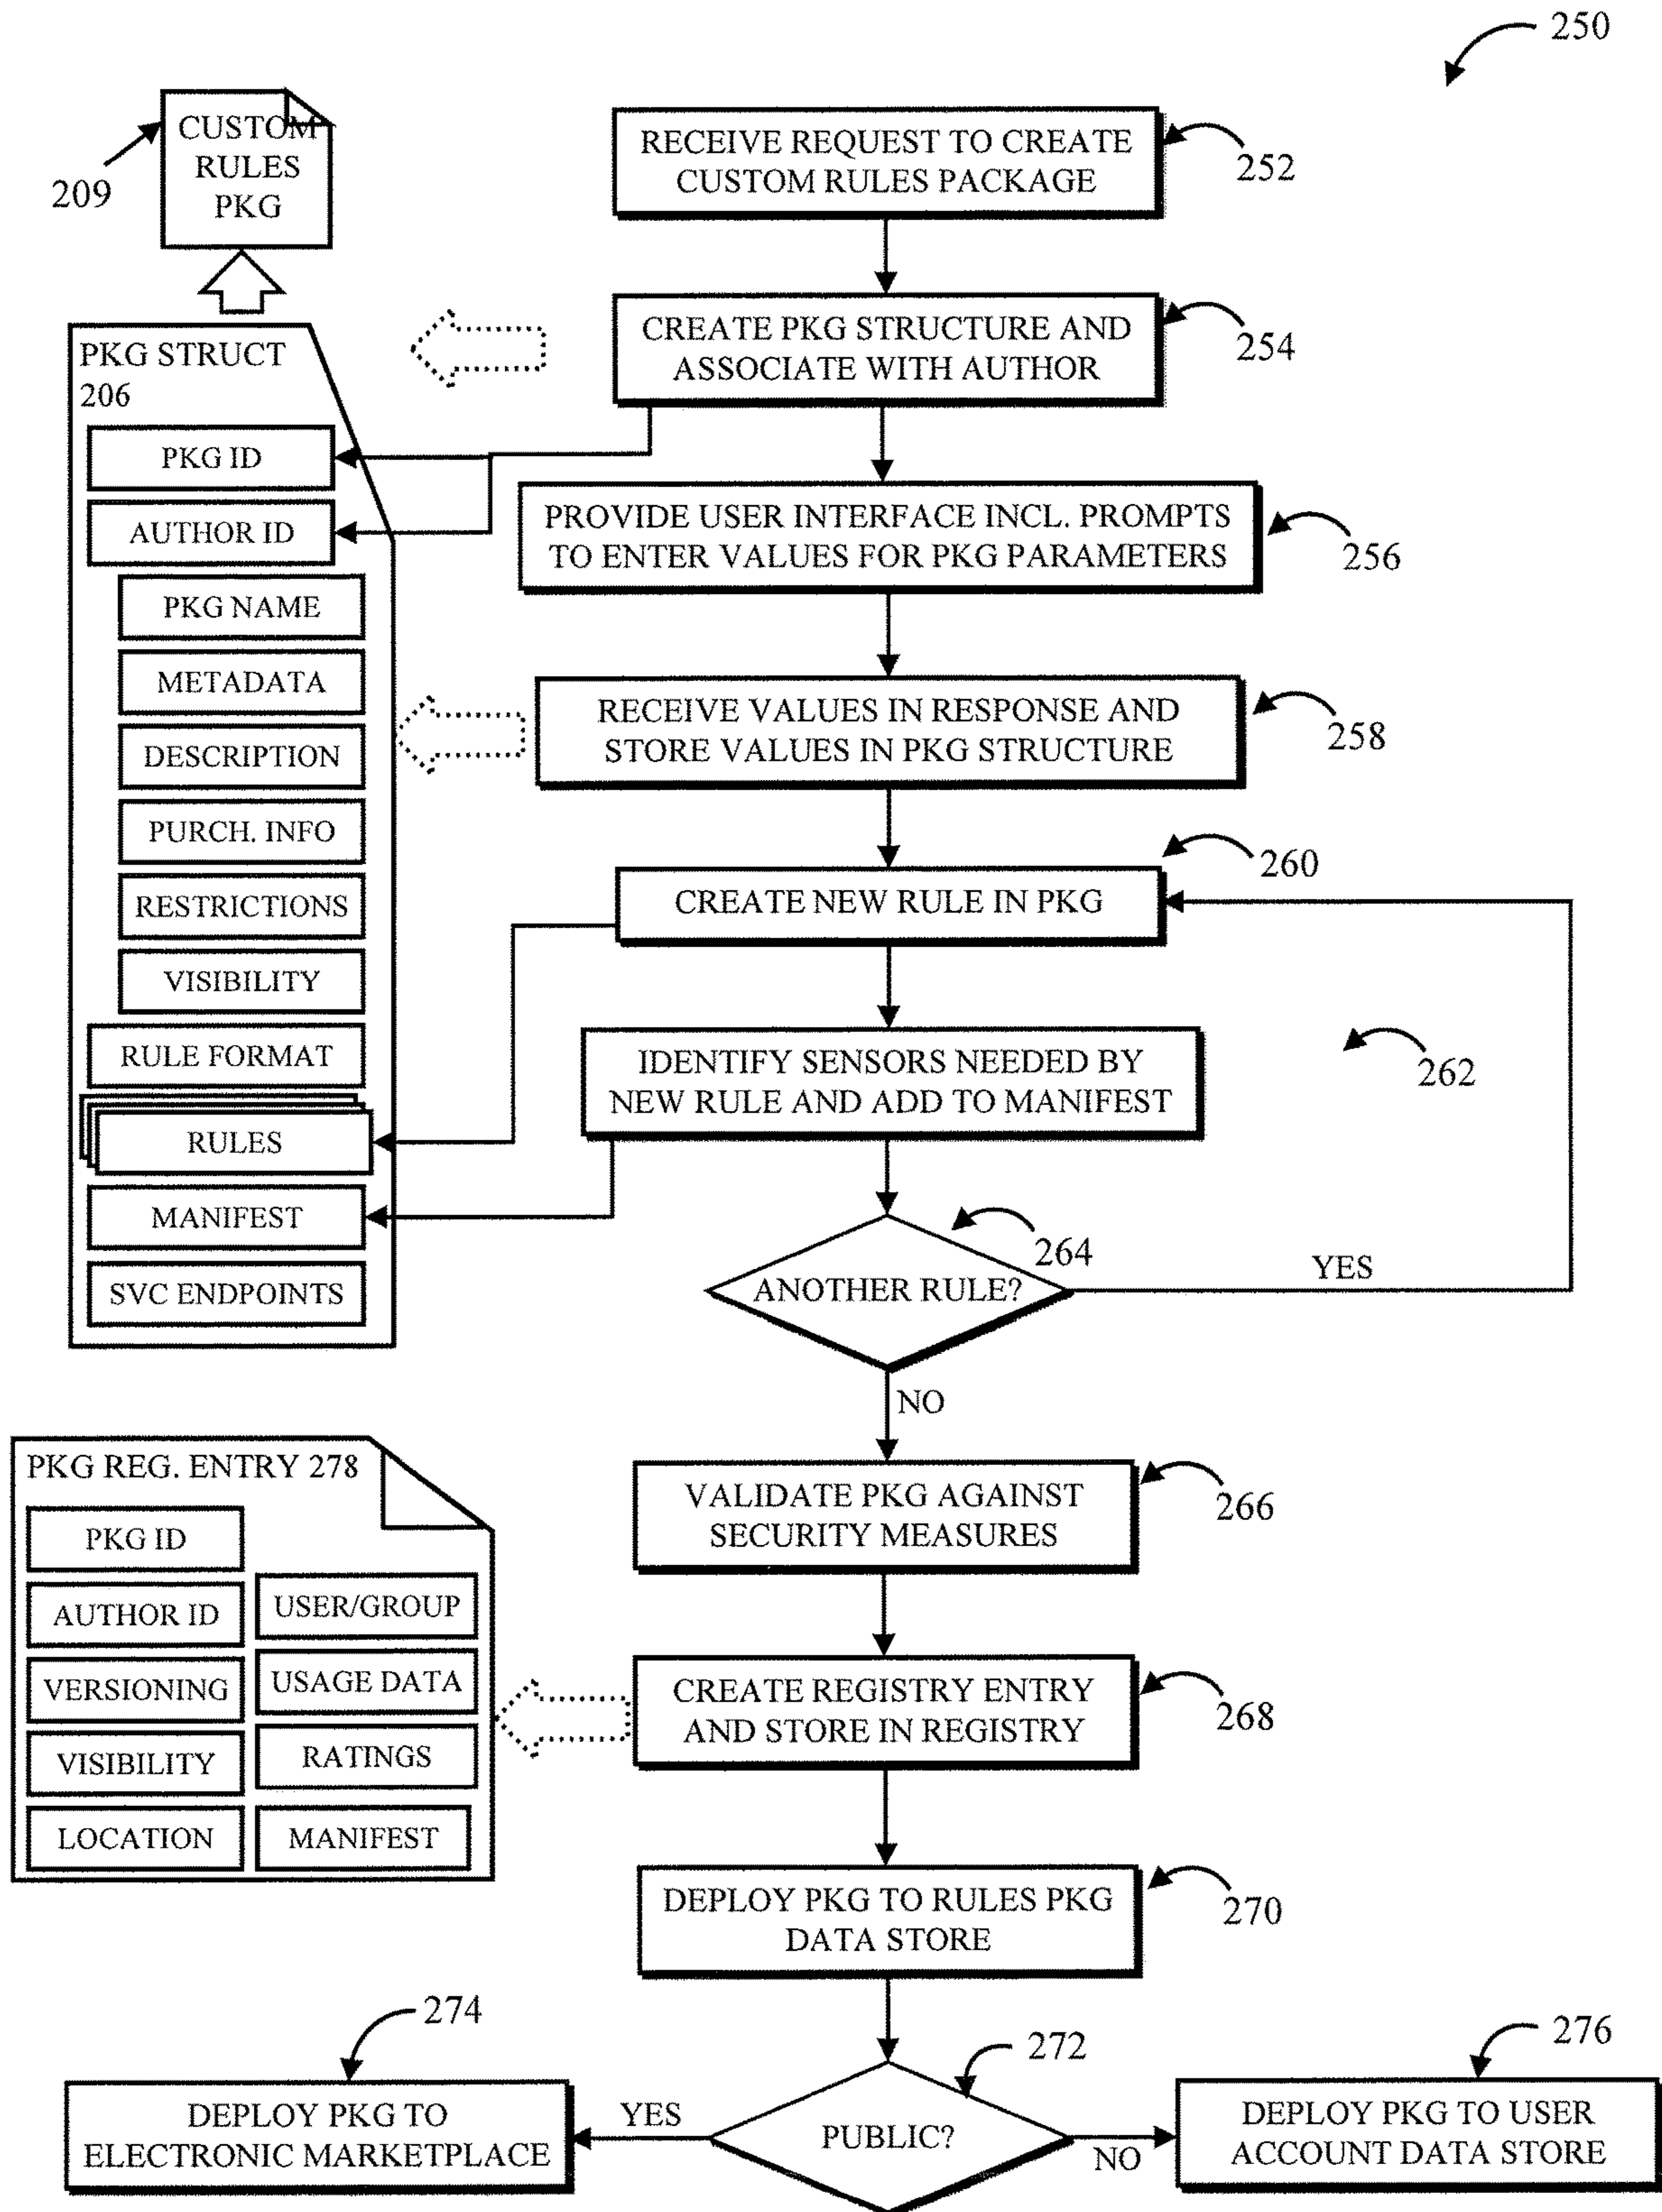 250
CUSTOM
RULES
PKG
209
RECEIVE REQUEST TO CREATE
CUSTOM RULES PACKAGE
252
CREATE PKG STRUCTURE AND
ASSOCIATE WITH AUTHOR
254
PKG STRUCT
206
PKG ID
AUTHOR ID
PKG NAME
METADATA
DESCRIPTION
PURCH. INFO
RESTRICTIONS
VISIBILITY
RULE FORMAT
RULES
MANIFEST
SVC ENDPOINTS
PROVIDE USER INTERFACE INCL. PROMPTS
TO ENTER VALUES FOR PKG PARAMETERS
256
RECEIVE VALUES IN RESPONSE AND
STORE VALUES IN PKG STRUCTURE
258
CREATE NEW RULE IN PKG
260
IDENTIFY SENSORS NEEDED BY
NEW RULE AND ADD TO MANIFEST
262
ANOTHER RULE?
264
YES
NO
VALIDATE PKG AGAINST
SECURITY MEASURES
266
PKG REG. ENTRY 278
PKG ID
AUTHOR ID
VERSIONING
VISIBILITY
LOCATION
USER/GROUP
USAGE DATA
RATINGS
MANIFEST
CREATE REGISTRY ENTRY
AND STORE IN REGISTRY
268
DEPLOY PKG TO RULES PKG
DATA STORE
270
PUBLIC?
272
YES
NO
274
DEPLOY PKG TO
ELECTRONIC MARKETPLACE
276
DEPLOY PKG TO USER
ACCOUNT DATA STORE